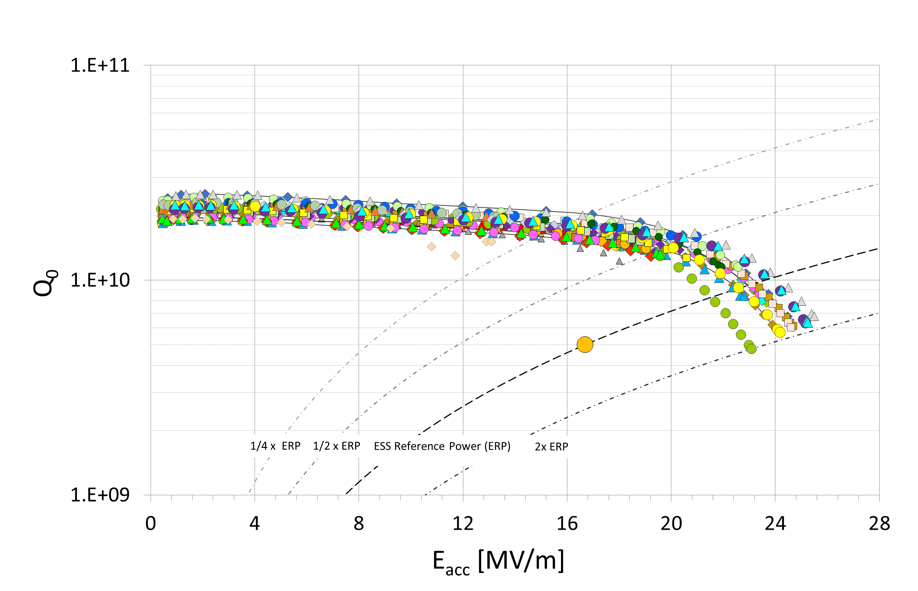 1.E+11
1.E+10
1.E+09
Q0
1/4 x ERP
1/2 x ERP
ESS Reference Power (ERP)
2x ERP
0 4 8 12 16 20 24 28
Eacc [MV/m]